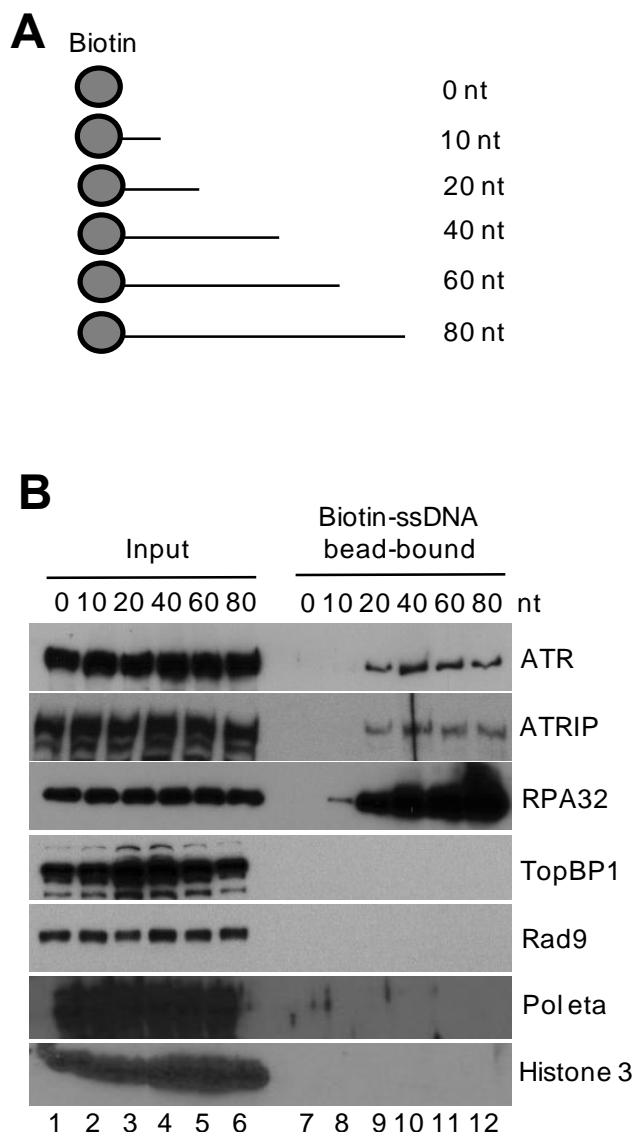 A
Biotin
0 nt
10 nt
20 nt
40 nt
60 nt
80 nt
B
Input
Biotin-ssDNA
bead-bound
0 10 20 40 60 80 0 10 20 40 60 80 nt
ATR
ATRIP
RPA32
TopBP1
Rad9
Pol eta
Histone 3
1 2 3 4 5 6 7 8 9 10 11 12